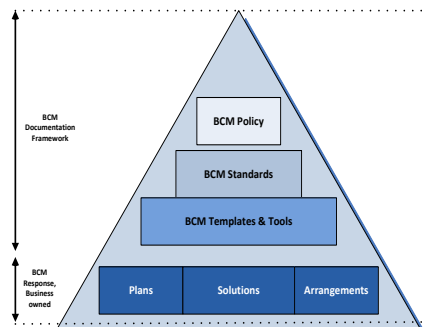 BCM
Documentation
Framework
BCM Policy
BCM Standards
BCM Templates & Tools
BCM
Response,
Business
owned
Plans
Solutions
Arrangements